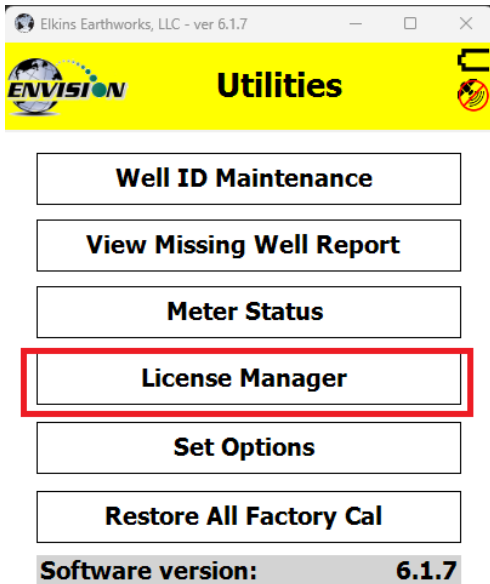 Elkins Earthworks, LLC - ver 6.1.7
ENVISION
Utilities
Well ID Maintenance
View Missing Well Report
Meter Status
License Manager
Set Options
Restore All Factory Cal
Software version: 6.1.7